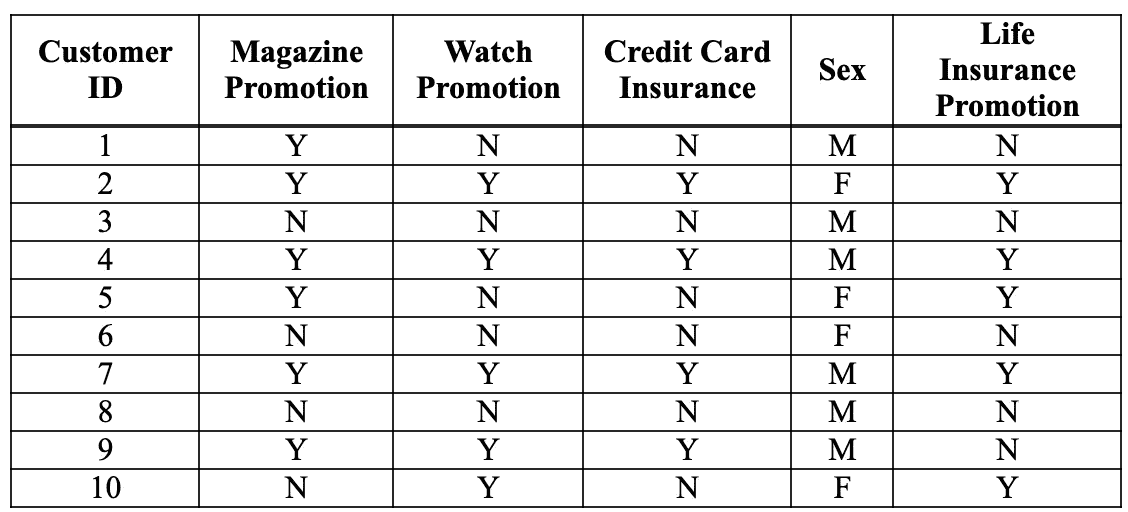 Customer ID | Magazine Promotion | Watch Promotion | Credit Card Insurance | Sex | Life Insurance Promotion
1 | Y | N | N | M | N
2 | Y | Y | Y | F | Y
3 | N | N | N | M | N
4 | Y | Y | Y | M | Y
5 | Y | N | N | F | Y
6 | N | N | N | F | N
7 | Y | Y | Y | M | Y
8 | N | N | N | M | N
9 | Y | Y | Y | M | N
10 | N | Y | N | F | Y